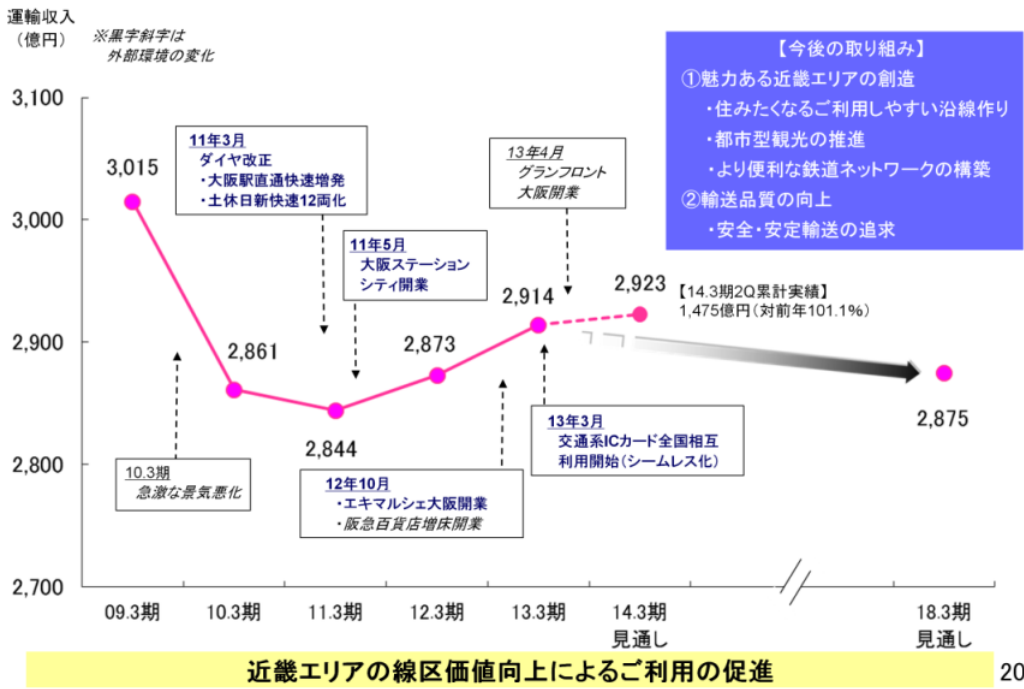 運輸収入
（億円）
※黒字斜字は
外部環境の変化
【今後の取り組み】
①魅力ある近畿エリアの創造
・住みたくなるご利用しやすい沿線作り
・都市型観光の推進
・より便利な鉄道ネットワークの構築
②輸送品質の向上
・安全・安定輸送の追求
3,100
3,000
2,900
2,800
2,700
3,015
2,861
2,844
2,873
2,914
2,923
2,875
11年3月
ダイヤ改正
・大阪駅直通快速増発
・土休日新快速12両化
11年5月
大阪ステーション
シティ開業
13年4月
グランフロント
大阪開業
【14.3期2Q累計実績】
1,475億円（対前年101.1%）
10.3期
急激な景気悪化
12年10月
・エキマルシェ大阪開業
・阪急百貨店増床開業
13年3月
交通系ICカード全国相互
利用開始（シームレス化）
09.3期
10.3期
11.3期
12.3期
13.3期
14.3期
見通し
18.3期
見通し
近畿エリアの線区価値向上によるご利用の促進
20